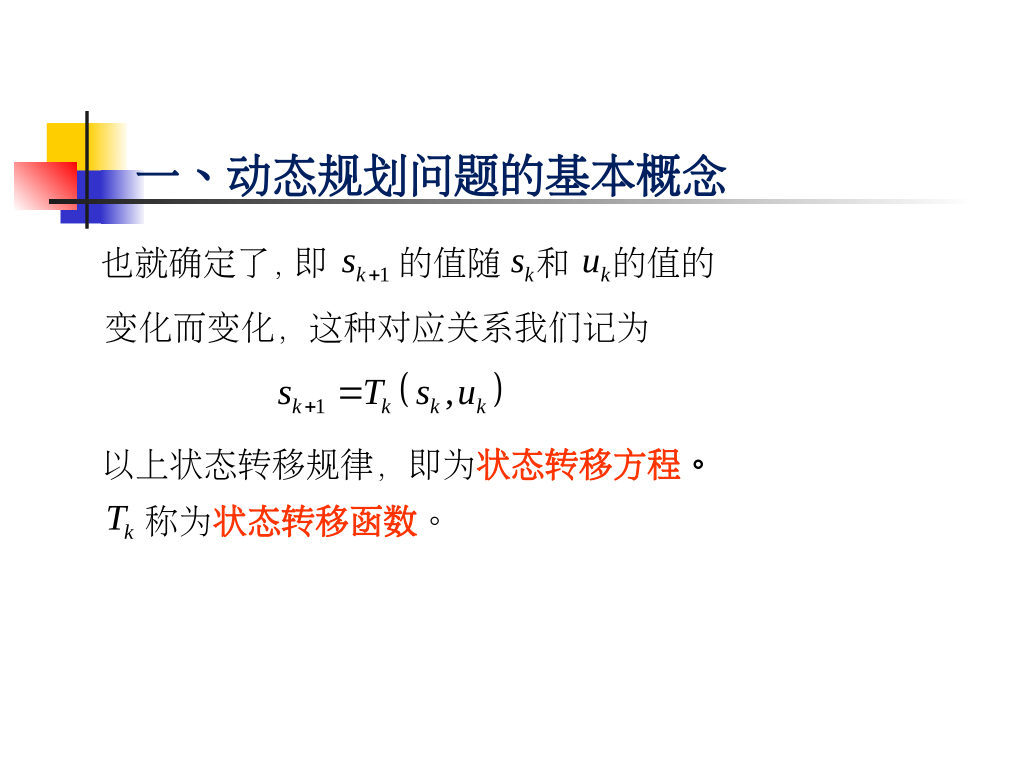 一、动态规划问题的基本概念
也就确定了, 即 s_{k+1} 的值随 s_k 和 u_k 的值的
变化而变化, 这种对应关系我们记为
s_{k+1} = T_k ( s_k , u_k )
以上状态转移规律, 即为状态转移方程。
T_k 称为状态转移函数。